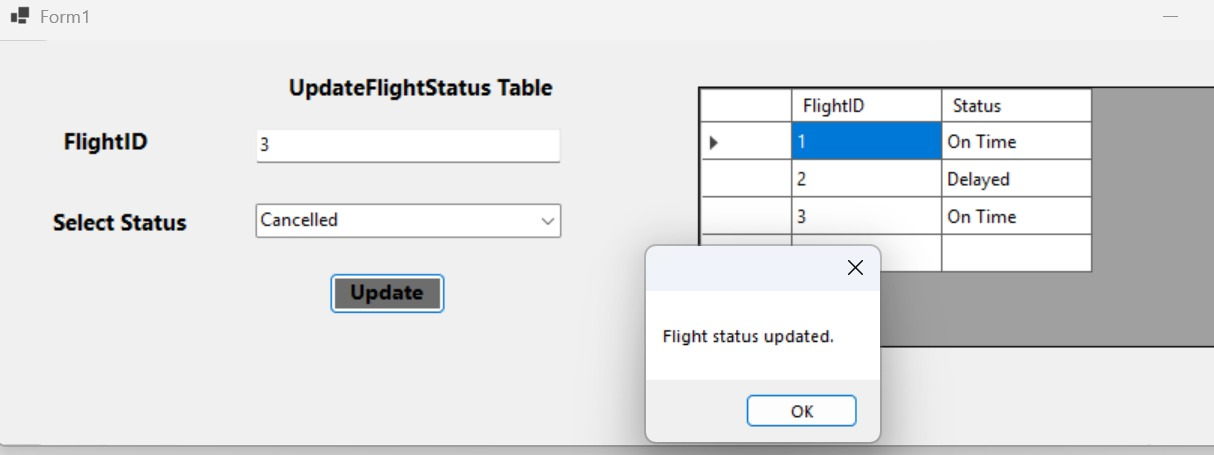 Form1
UpdateFlightStatus Table
FlightID
3
Select Status
Cancelled
Update
FlightID Status
1 On Time
2 Delayed
3 On Time
Flight status updated.
OK